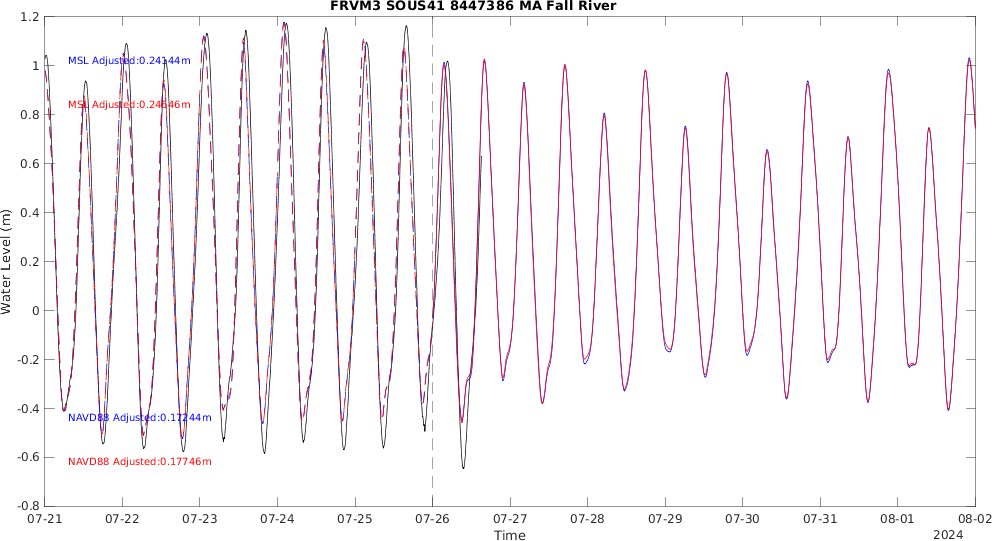 FRVM3 SOUS41 8447386 MA Fall River
1.2
1
0.8
0.6
0.4
0.2
0
-0.2
-0.4
-0.6
-0.8
Water Level (m)
MSL Adjusted:0.24144m
MSL Adjusted:0.24646m
NAVD88 Adjusted:0.17244m
NAVD88 Adjusted:0.17746m
07-21 07-22 07-23 07-24 07-25 07-26 07-27 07-28 07-29 07-30 07-31 08-01 08-02
Time
2024